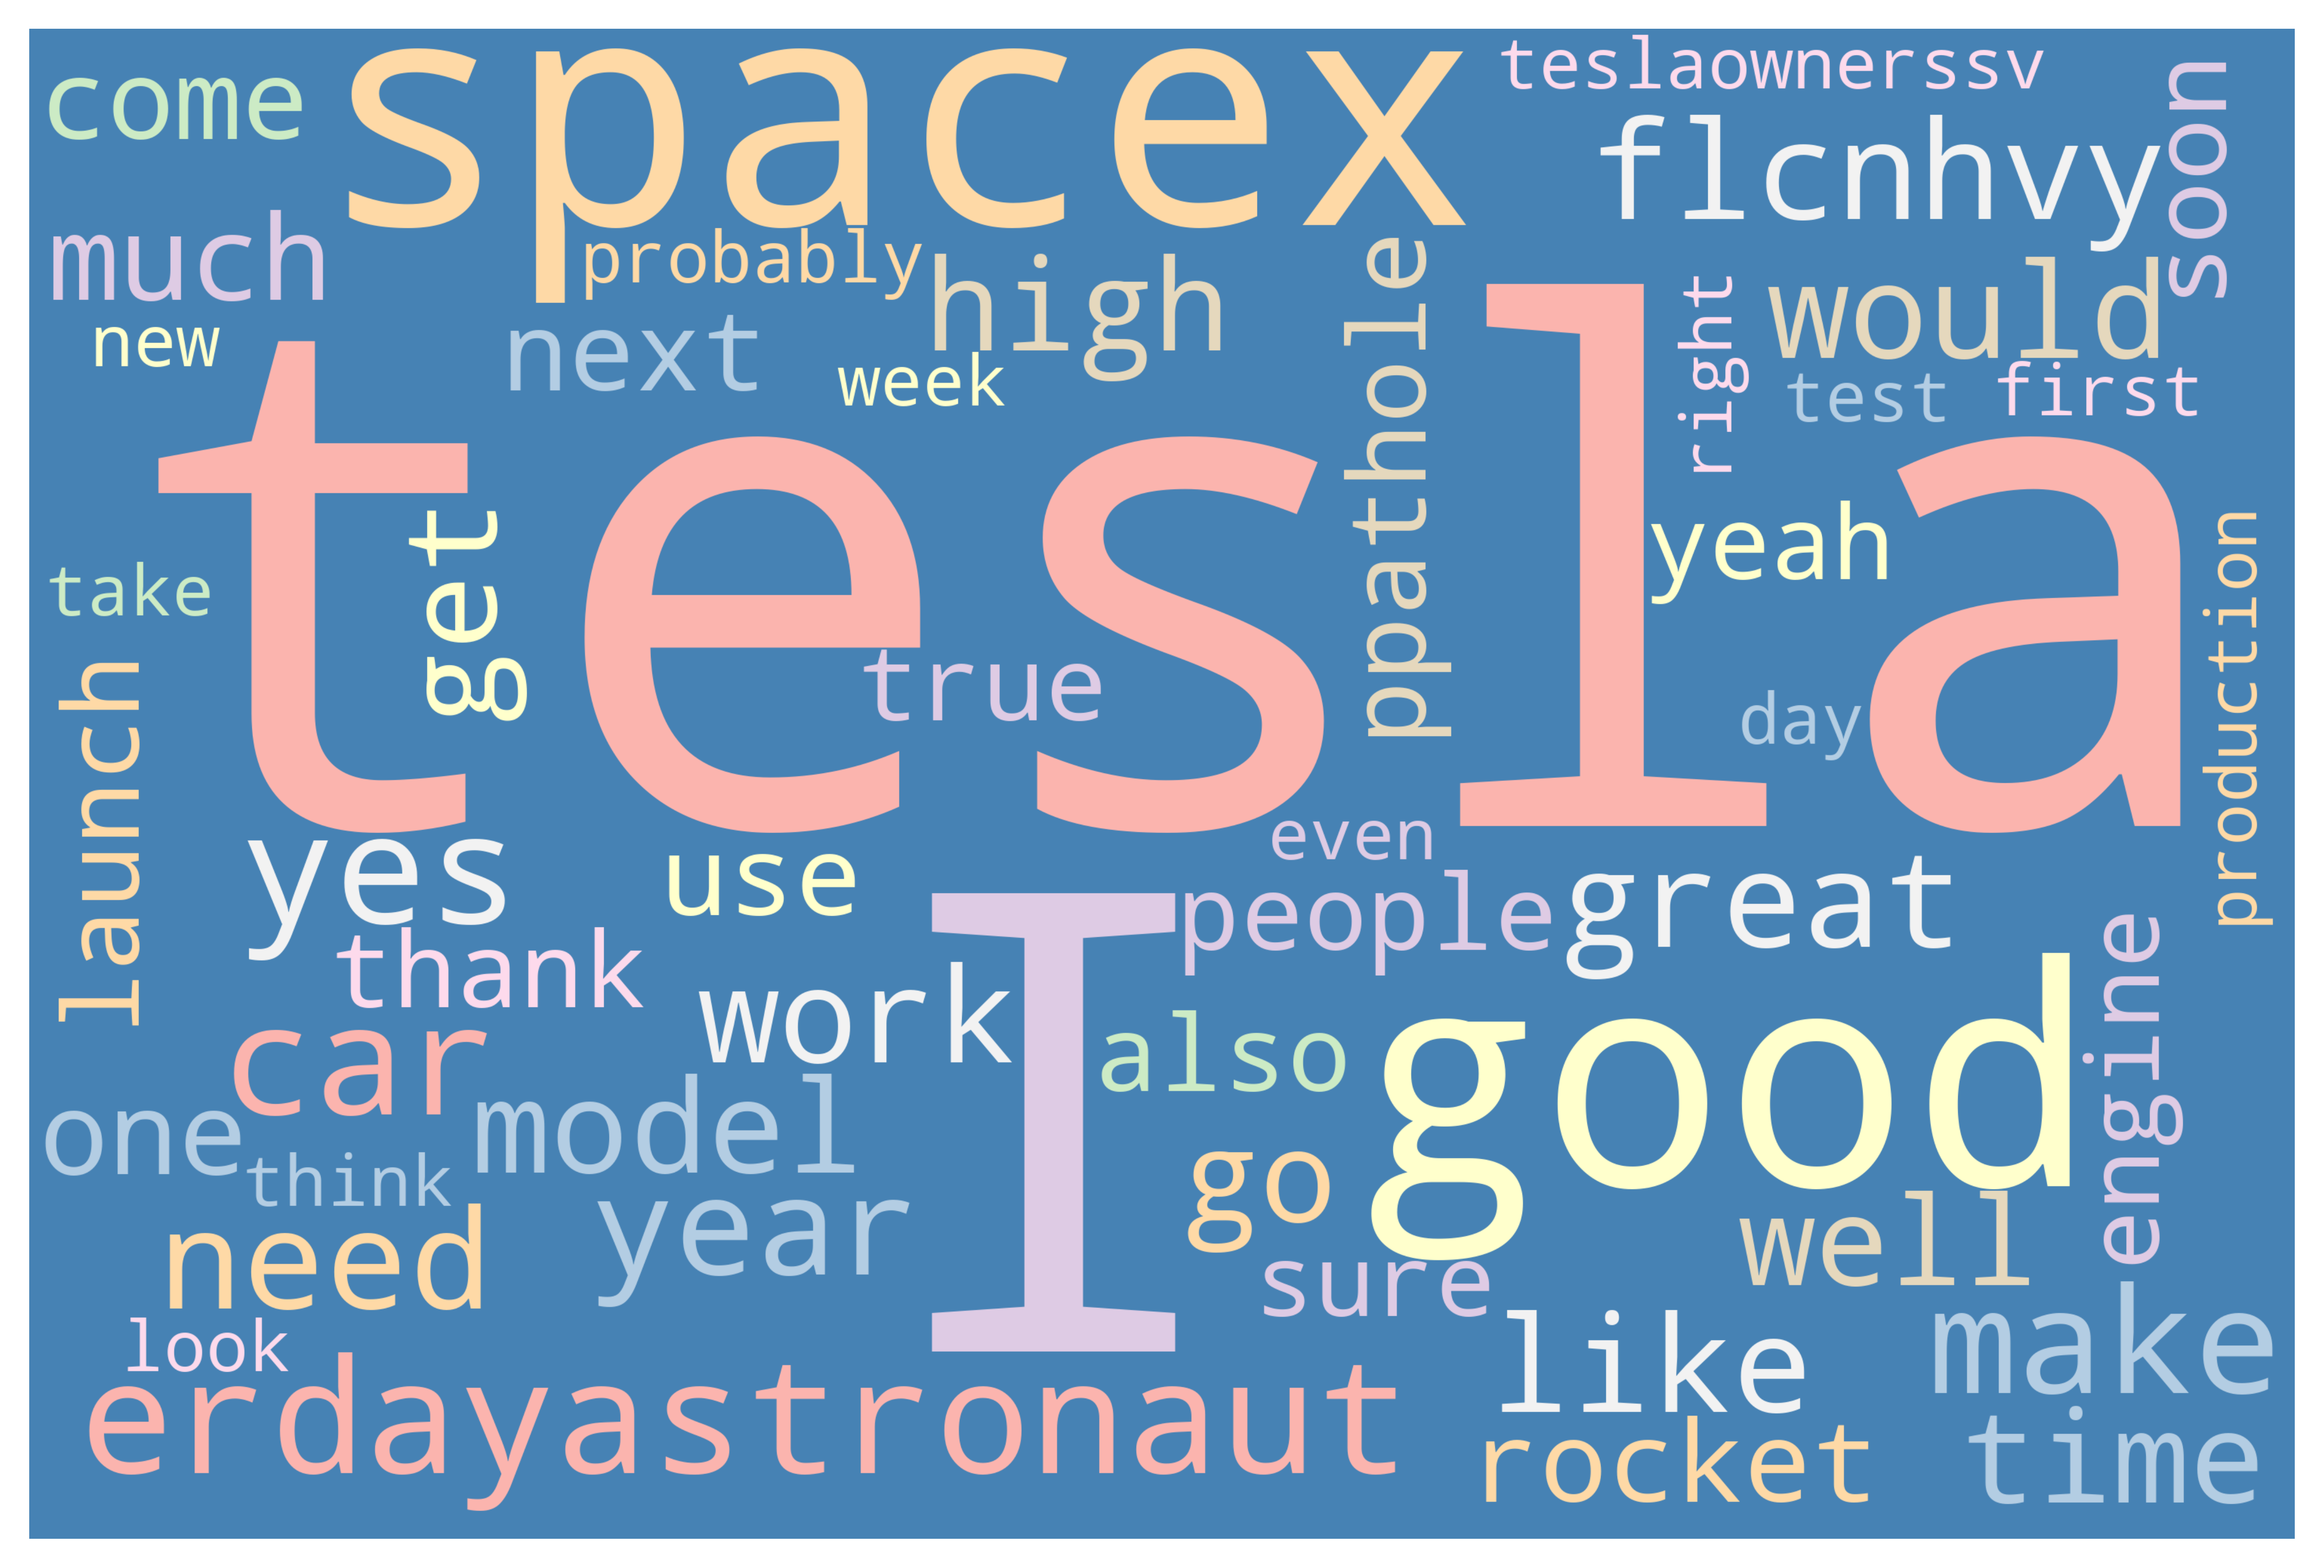 spacex
come
teslaownerssv
flcnhvy
soon
much
probably
high
ppathole
would
new
next
week
right
test
first
tesla
get
yeah
take
true
production
launch
day
even
yes
use
I
people
great
thank
work
engine
car
also
good
one
model
think
go
need
year
well
sure
look
like
make
erdayastronaut
rocket
time